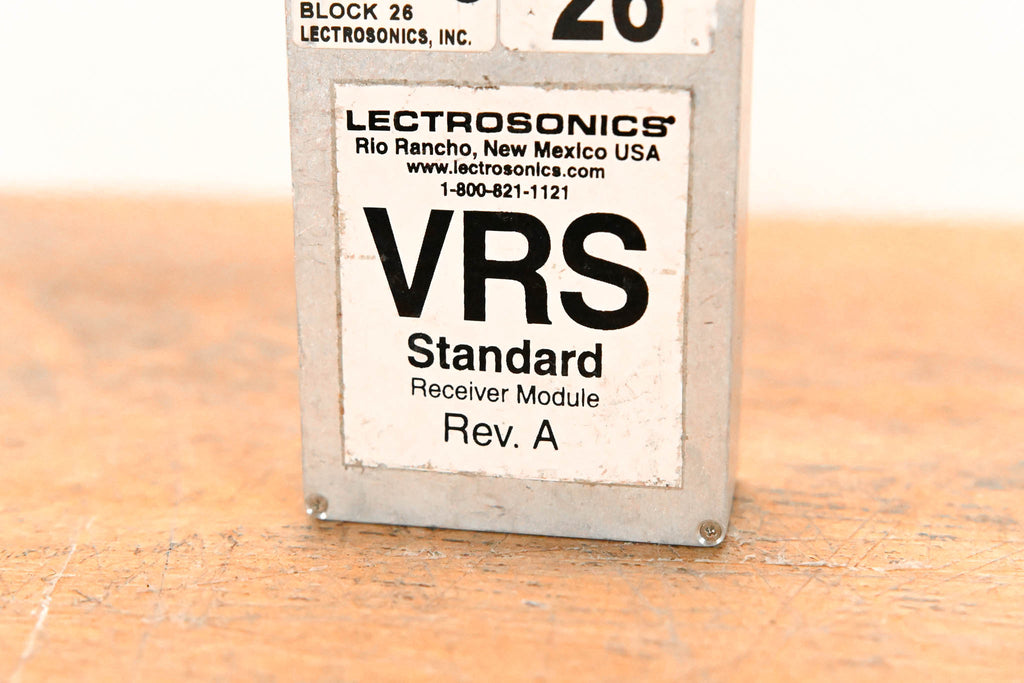 BLOCK 26
LECTROSONICS, INC.
26
LECTROSONICS
Rio Rancho, New Mexico USA
www.lectrosonics.com
1-800-821-1121
VRS
Standard
Receiver Module
Rev. A